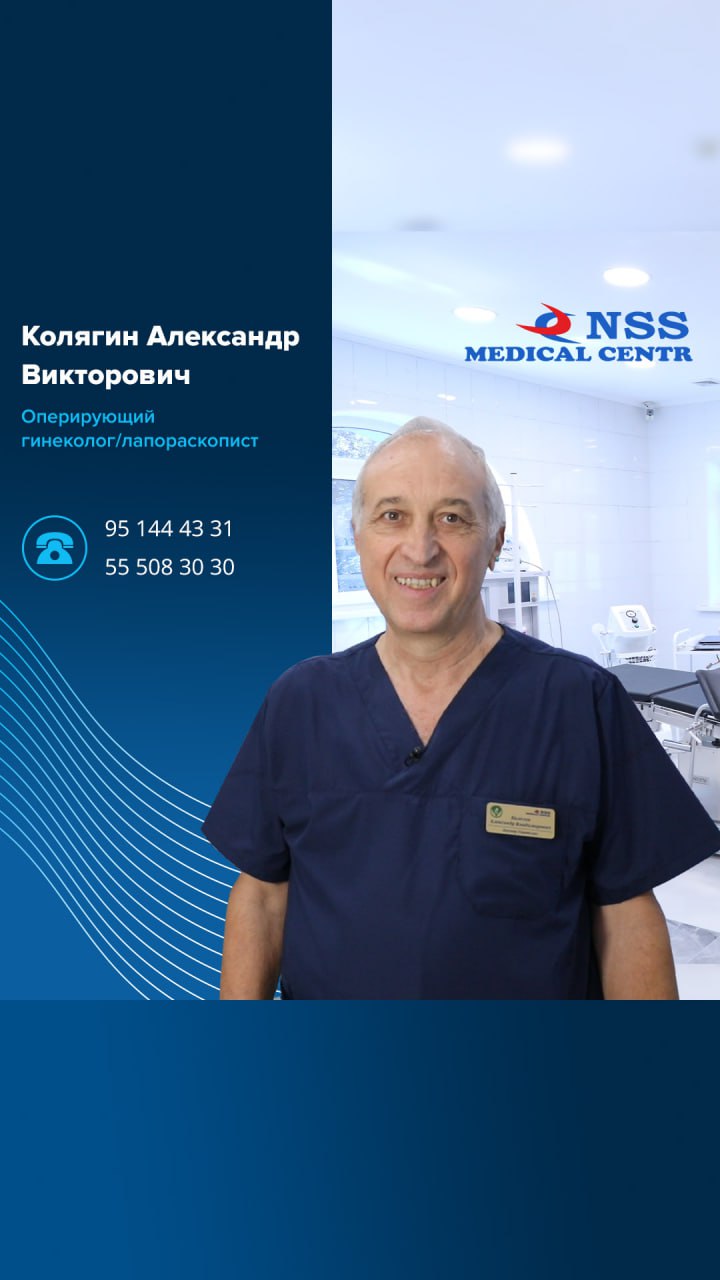 Колягин Александр
Викторович
Оперирующий
гинеколог/лапораскопист
95 144 43 31
55 508 30 30
NSS
MEDICAL CENTR